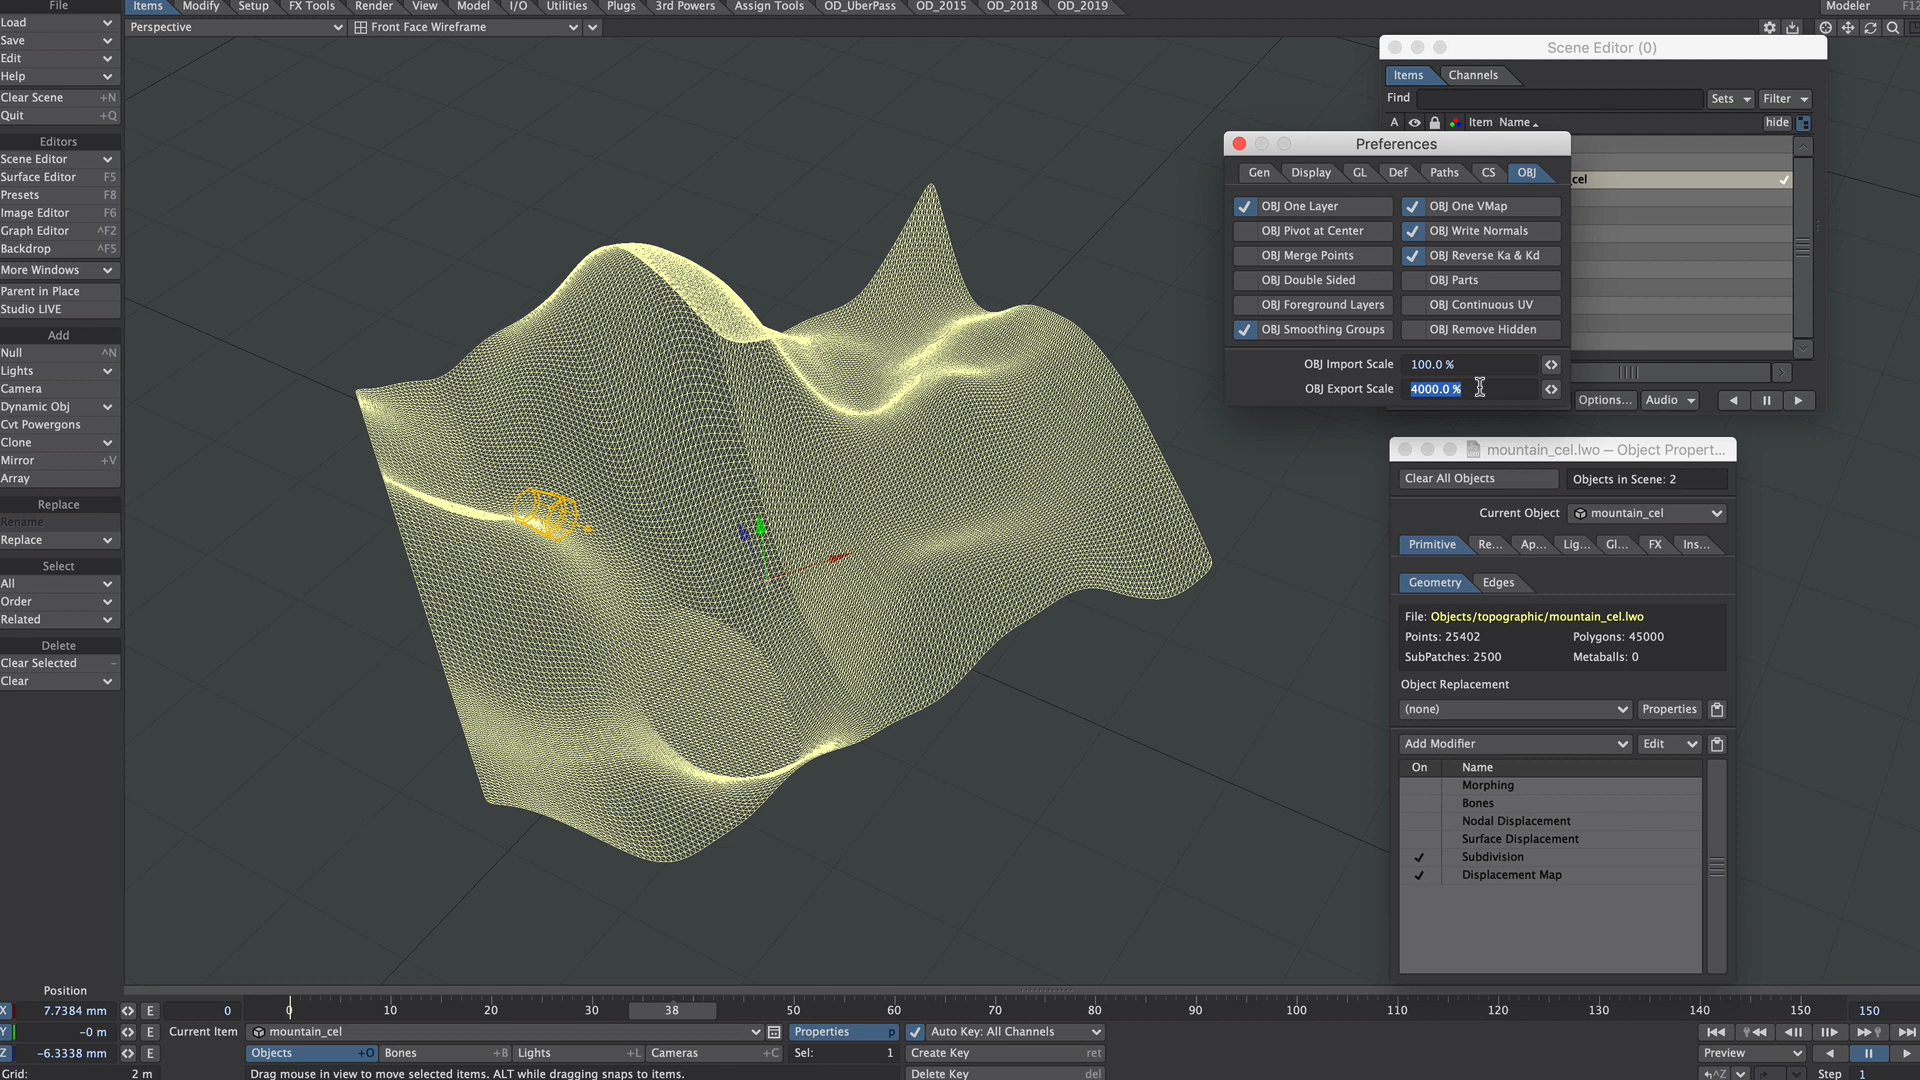 File
Items Modify Setup FX Tools Render View Model I/O Utilities Plugs 3rd Powers Assign Tools OD_UberPass OD_2015 OD_2018 OD_2019 Modeler F12
Perspective Front Face Wireframe
Load
Save
Edit
Help
Clear Scene +N
Quit +Q
Editors
Scene Editor
Surface Editor F5
Presets F8
Image Editor F6
Graph Editor ^F2
Backdrop ^F5
More Windows
Parent in Place
Studio LIVE
Add
Null ^N
Lights
Camera
Dynamic Obj
Cvt Powergons
Clone
Mirror +V
Array
Replace
Rename
Replace
Select
All
Order
Related
Delete
Clear Selected –
Clear
Scene Editor (0)
Items Channels
Find Sets Filter
A Item Name hide
cel
Options... Audio
Preferences
Gen Display GL Def Paths CS OBJ
OBJ One Layer OBJ One VMap
OBJ Pivot at Center OBJ Write Normals
OBJ Merge Points OBJ Reverse Ka & Kd
OBJ Double Sided OBJ Parts
OBJ Foreground Layers OBJ Continuous UV
OBJ Smoothing Groups OBJ Remove Hidden
OBJ Import Scale 100.0 %
OBJ Export Scale 4000.0 %
mountain_cel.lwo — Object Propert...
Clear All Objects Objects in Scene: 2
Current Object mountain_cel
Primitive Re... Ap... Lig... Gl... FX Ins...
Geometry Edges
File: Objects/topographic/mountain_cel.lwo
Points: 25402 Polygons: 45000
SubPatches: 2500 Metaballs: 0
Object Replacement
(none) Properties
Add Modifier Edit
On Name
Morphing
Bones
Nodal Displacement
Surface Displacement
Subdivision
Displacement Map
Position
X 7.7384 mm E 0 0 10 20 30 38 50 60 70 80 90 100 110 120 130 140 150 150
Y -0 m E Current Item mountain_cel Properties p Auto Key: All Channels
Z -6.3338 mm E Objects +O Bones +B Lights +L Cameras +C Sel: 1 Create Key ret Preview
Grid: 2 m Drag mouse in view to move selected items. ALT while dragging snaps to items. Delete Key del ^Z Step 1